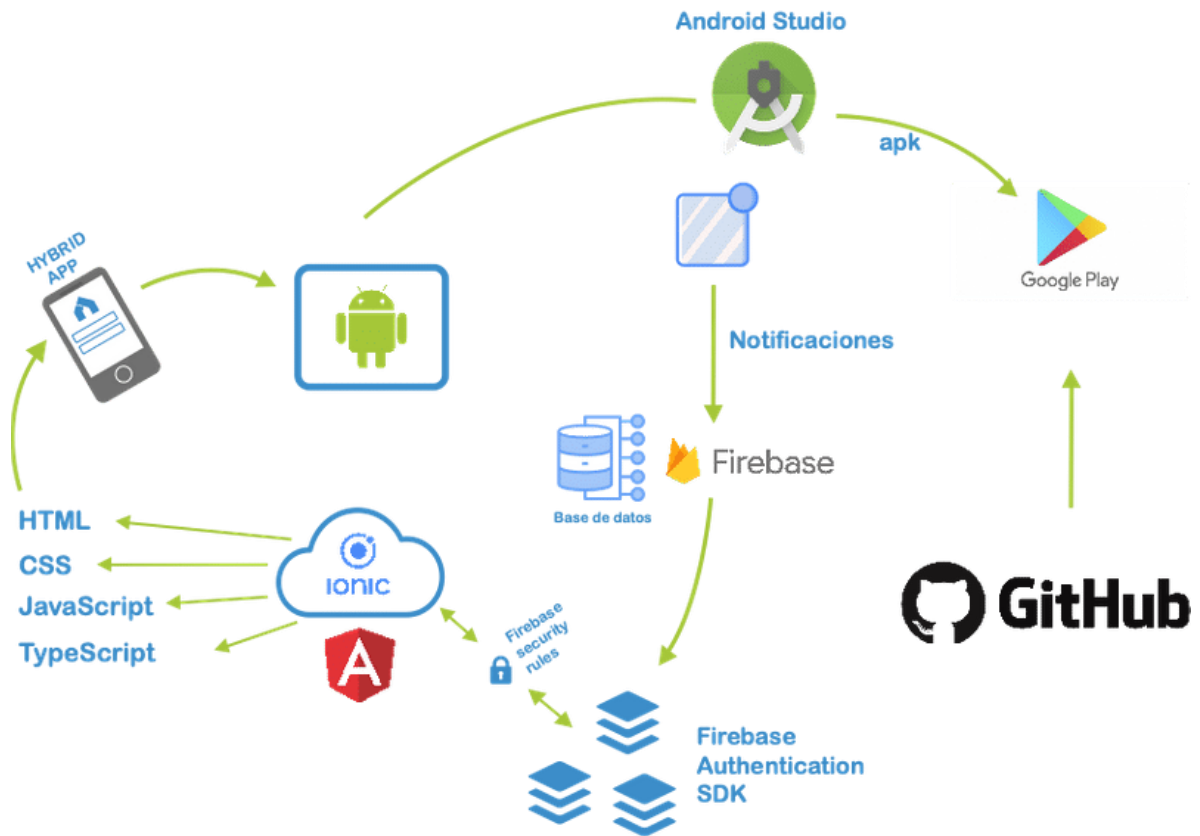 Android Studio
apk
Google Play
HYBRID
APP
Notificaciones
Firebase
Base de datos
HTML
CSS
JavaScript
TypeScript
IONIC
A
Firebase
security
rules
GitHub
Firebase
Authentication
SDK